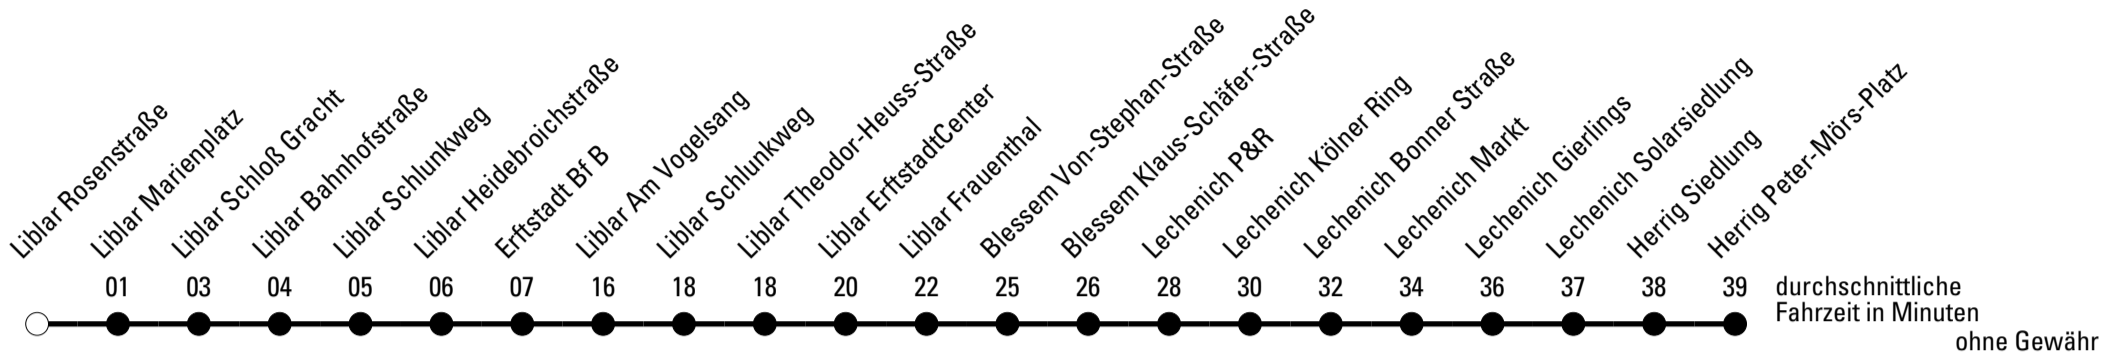 Liblar Rosenstraße
Liblar Marienplatz
Liblar Schloß Gracht
Liblar Bahnhofstraße
Liblar Schlunkweg
Liblar Heidebroichstraße
Erftstadt Bf B
Liblar Am Vogelsang
Liblar Schlunkweg
Liblar Theodor-Heuss-Straße
Liblar ErftstadtCenter
Liblar Frauenthal
Blessem Von-Stephan-Straße
Blessem Klaus-Schäfer-Straße
Lechenich P&R
Lechenich Kölner Ring
Lechenich Bonner Straße
Lechenich Markt
Lechenich Gierlings
Lechenich Solarsiedlung
Herrig Siedlung
Herrig Peter-Mörs-Platz
01 03 04 05 06 07 16 18 18 20 22 25 26 28 30 32 34 36 37 38 39 durchschnittliche
Fahrzeit in Minuten
ohne Gewähr